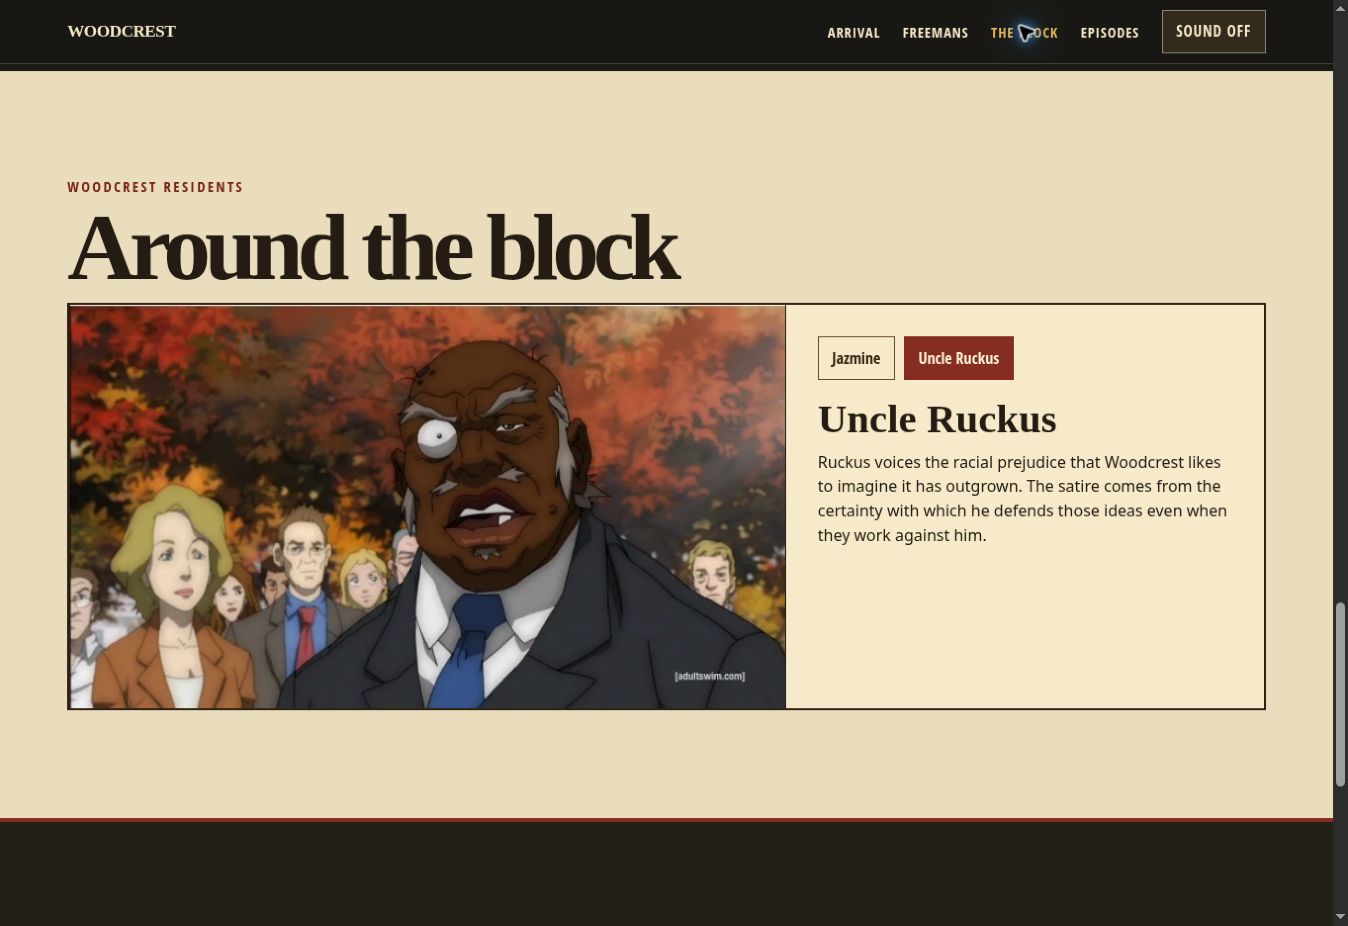 WOODCREST
ARRIVAL
FREEMANS
THE OCK
EPISODES
SOUND OFF
WOODCREST RESIDENTS
Around the block
Jazmine
Uncle Ruckus
Uncle Ruckus
Ruckus voices the racial prejudice that Woodcrest likes
to imagine it has outgrown. The satire comes from the
certainty with which he defends those ideas even when
they work against him.
[adultswim.com]